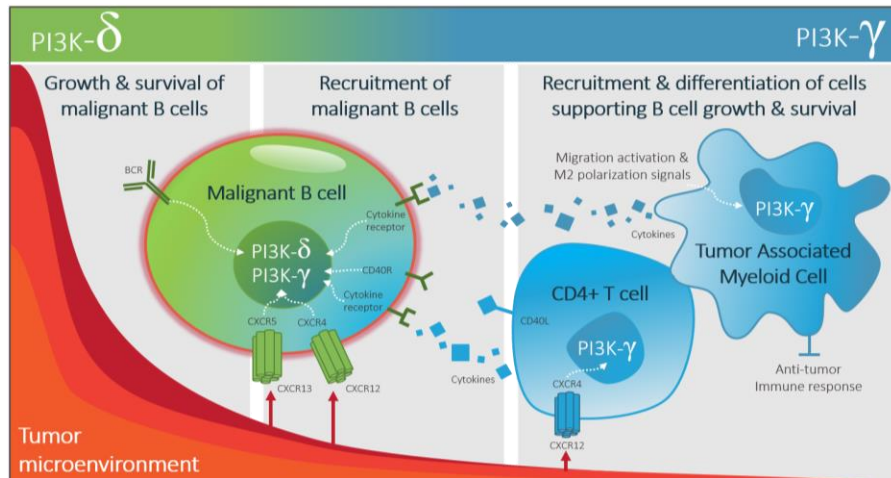 PI3K-δ
PI3K-γ
Growth & survival of
malignant B cells
Recruitment of
malignant B cells
Recruitment & differentiation of cells
supporting B cell growth & survival
BCR
Malignant B cell
Cytokine
receptor
PI3K-δ
PI3K-γ
CD40R
Cytokine
receptor
CXCR5
CXCR4
CXCR13
CXCR12
Cytokines
Migration activation &
M2 polarization signals
PI3K-γ
Cytokines
Tumor Associated
Myeloid Cell
CD4+ T cell
CD40L
PI3K-γ
CXCR4
CXCR12
Anti-tumor
Immune response
Tumor
microenvironment